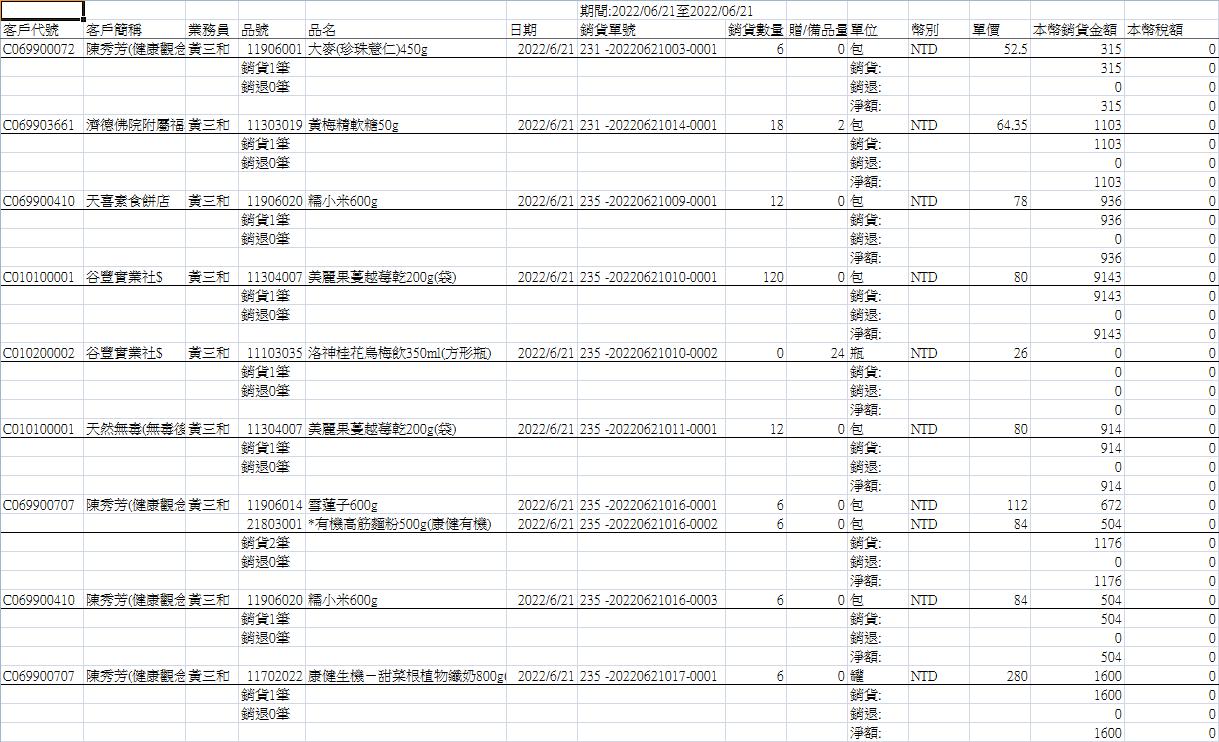 期間:2022/06/21至2022/06/21
客戶代號 客戶簡稱 業務員 品號 品名 日期 銷貨單號 銷貨數量 贈/備品量 單位 幣別 單價 本幣銷貨金額 本幣稅額
C069900072 陳秀芳(健康觀念 黃三和 11906001 大麥(珍珠薏仁)450g 2022/6/21 231 -20220621003-0001 6 0 包 NTD 52.5 315 0
銷貨1筆 銷貨: 315 0
銷退0筆 銷退: 0 0
淨額: 315 0
C069903661 濟德佛院附屬福 黃三和 11303019 黃梅精軟糖50g 2022/6/21 231 -20220621014-0001 18 2 包 NTD 64.35 1103 0
銷貨1筆 銷貨: 1103 0
銷退0筆 銷退: 0 0
淨額: 1103 0
C069900410 天喜素食餅店 黃三和 11906020 糯小米600g 2022/6/21 235 -20220621009-0001 12 0 包 NTD 78 936 0
銷貨1筆 銷貨: 936 0
銷退0筆 銷退: 0 0
淨額: 936 0
C010100001 谷豐實業社$ 黃三和 11304007 美麗果蔓越莓乾200g(袋) 2022/6/21 235 -20220621010-0001 120 0 包 NTD 80 9143 0
銷貨1筆 銷貨: 9143 0
銷退0筆 銷退: 0 0
淨額: 9143 0
C010200002 谷豐實業社$ 黃三和 11103035 洛神桂花烏梅飲350ml(方形瓶) 2022/6/21 235 -20220621010-0002 0 24 瓶 NTD 26 0 0
銷貨1筆 銷貨: 0 0
銷退0筆 銷退: 0 0
淨額: 0 0
C010100001 天然無毒(無毒後 黃三和 11304007 美麗果蔓越莓乾200g(袋) 2022/6/21 235 -20220621011-0001 12 0 包 NTD 80 914 0
銷貨1筆 銷貨: 914 0
銷退0筆 銷退: 0 0
淨額: 914 0
C069900707 陳秀芳(健康觀念 黃三和 11906014 雪蓮子600g 2022/6/21 235 -20220621016-0001 6 0 包 NTD 112 672 0
21803001 *有機高筋麵粉500g(康健有機) 2022/6/21 235 -20220621016-0002 6 0 包 NTD 84 504 0
銷貨2筆 銷貨: 1176 0
銷退0筆 銷退: 0 0
淨額: 1176 0
C069900410 陳秀芳(健康觀念 黃三和 11906020 糯小米600g 2022/6/21 235 -20220621016-0003 6 0 包 NTD 84 504 0
銷貨1筆 銷貨: 504 0
銷退0筆 銷退: 0 0
淨額: 504 0
C069900707 陳秀芳(健康觀念 黃三和 11702022 康健生機－甜菜根植物纖奶800g( 2022/6/21 235 -20220621017-0001 6 0 罐 NTD 280 1600 0
銷貨1筆 銷貨: 1600 0
銷退0筆 銷退: 0 0
淨額: 1600 0